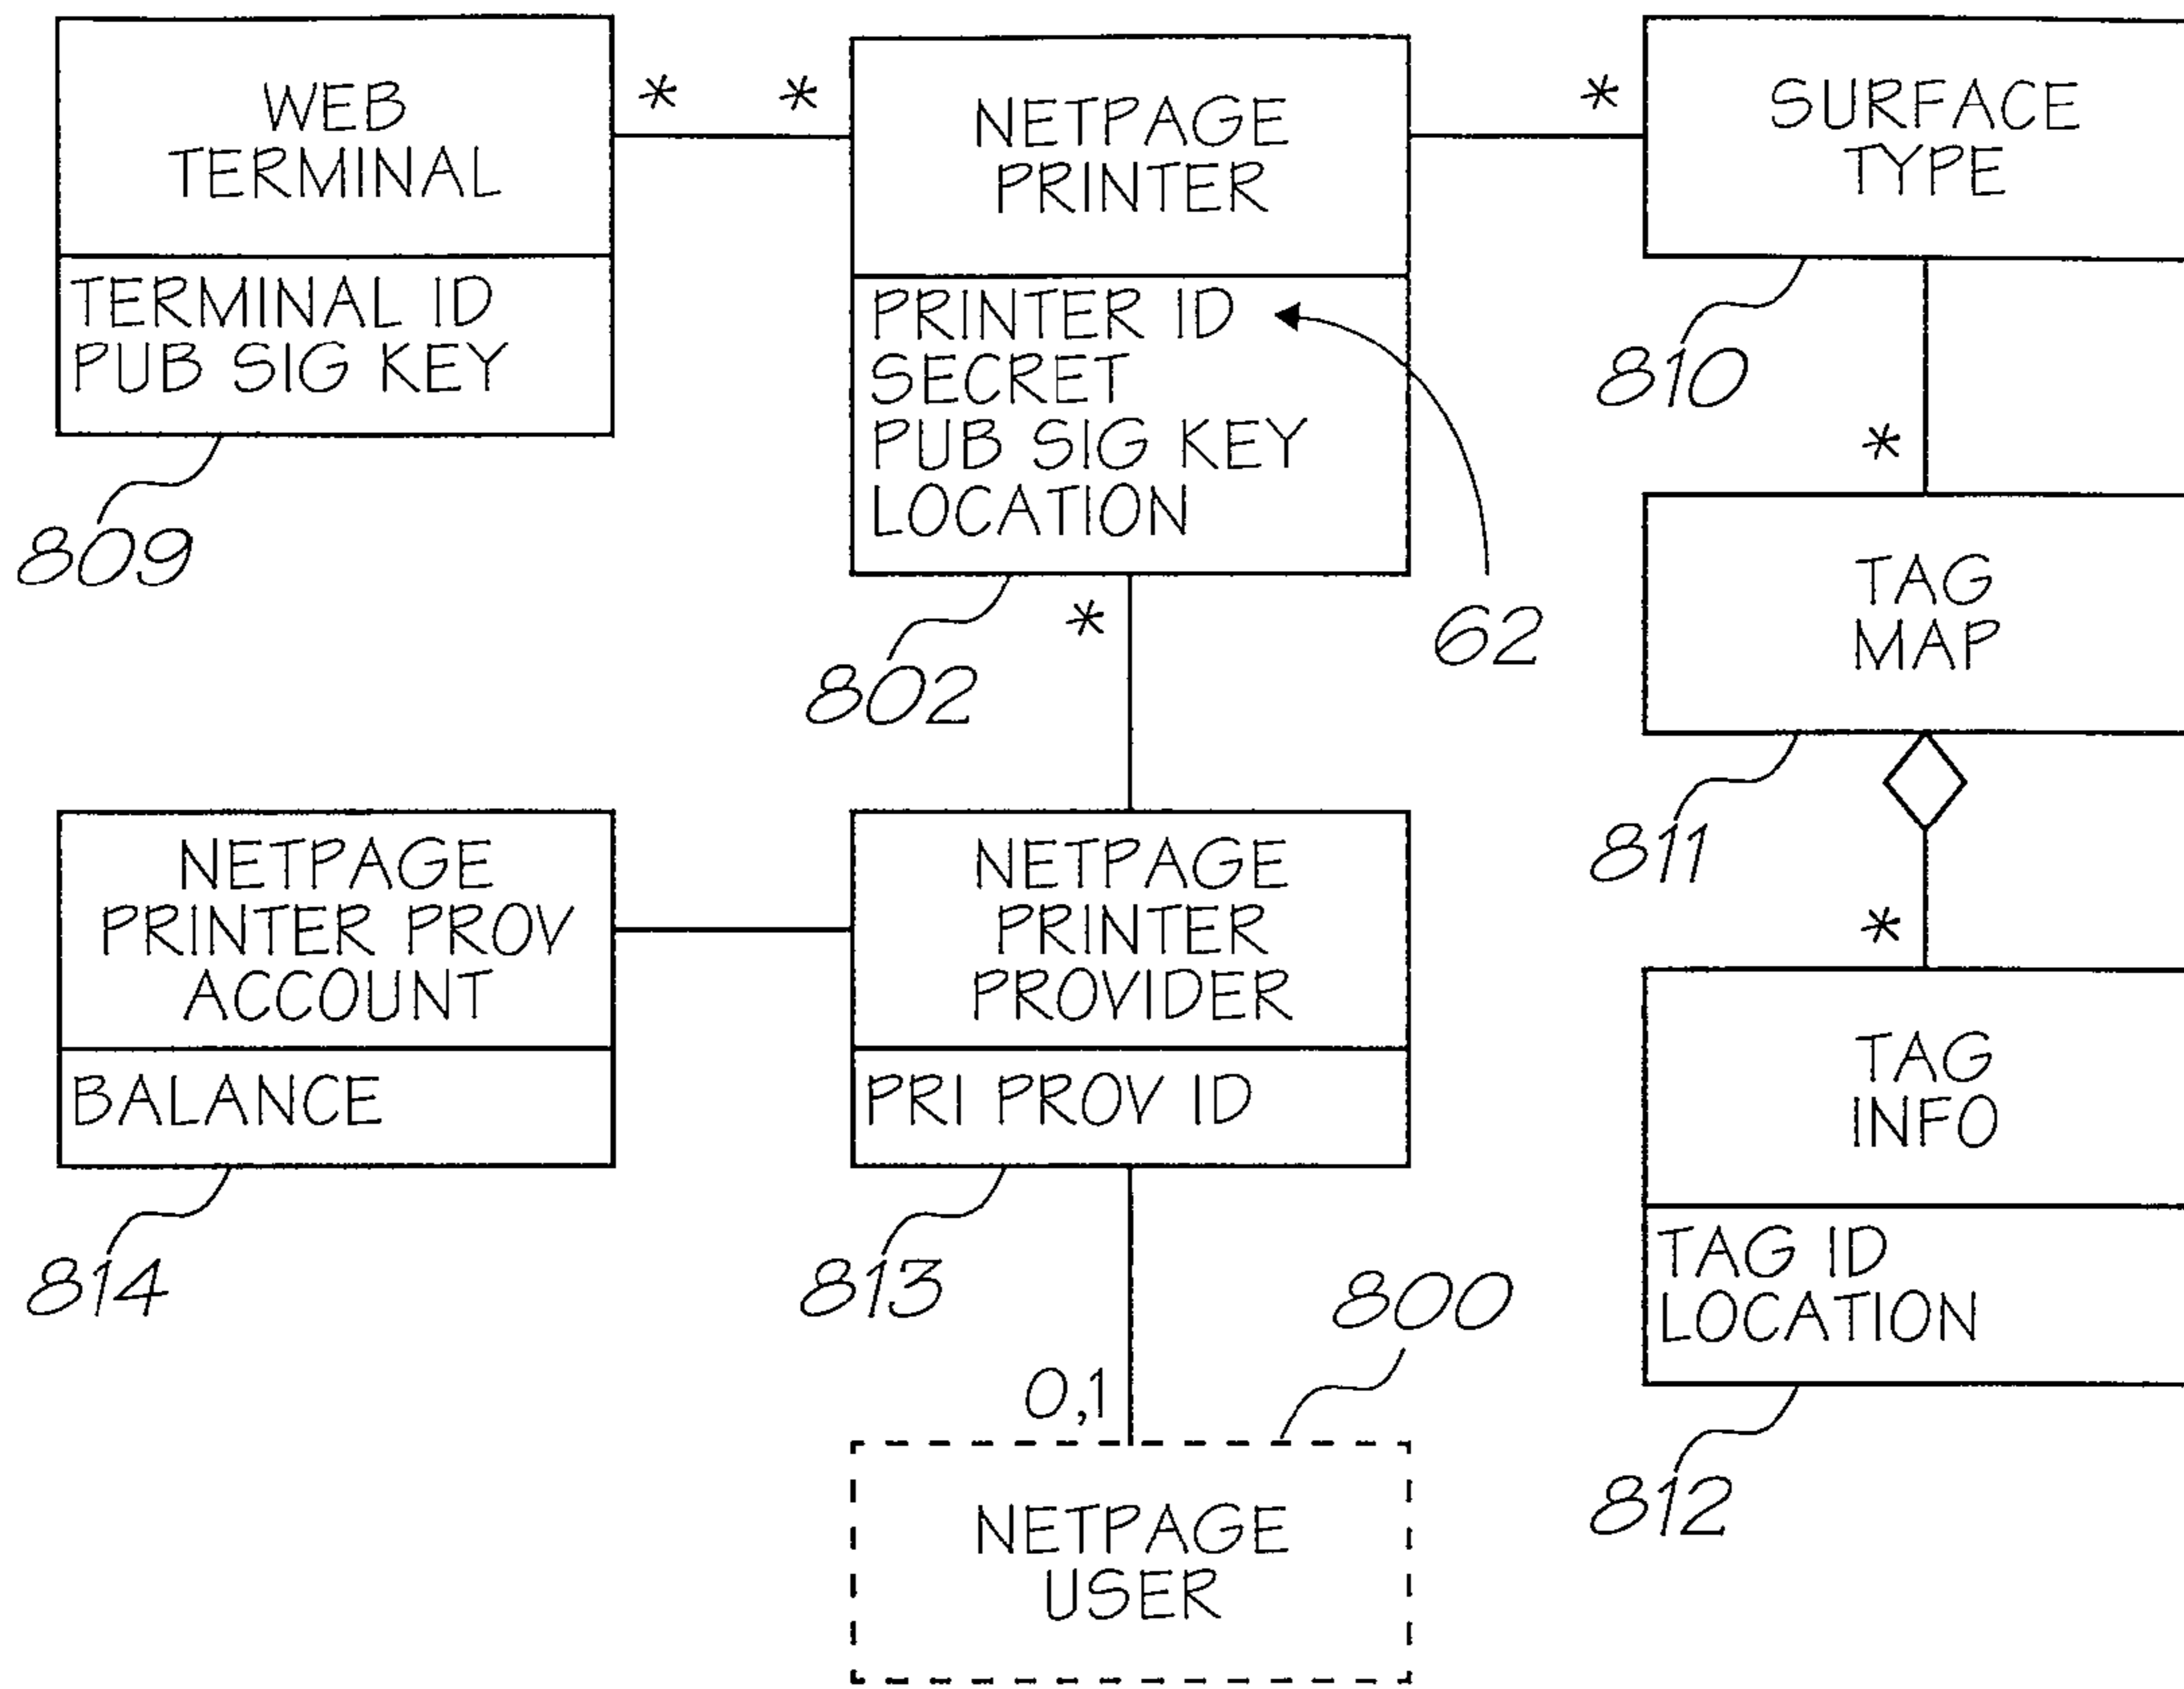 WEB
TERMINAL
TERMINAL ID
PUB SIG KEY
809
*
*
NETPAGE
PRINTER
PRINTER ID
SECRET
PUB SIG KEY
LOCATION
62
802
*
*
SURFACE
TYPE
810
*
TAG
MAP
811
*
TAG
INFO
TAG ID
LOCATION
812
NETPAGE
PRINTER PROV
ACCOUNT
BALANCE
814
NETPAGE
PRINTER
PROVIDER
PRI PROV ID
813
800
0,1
NETPAGE
USER